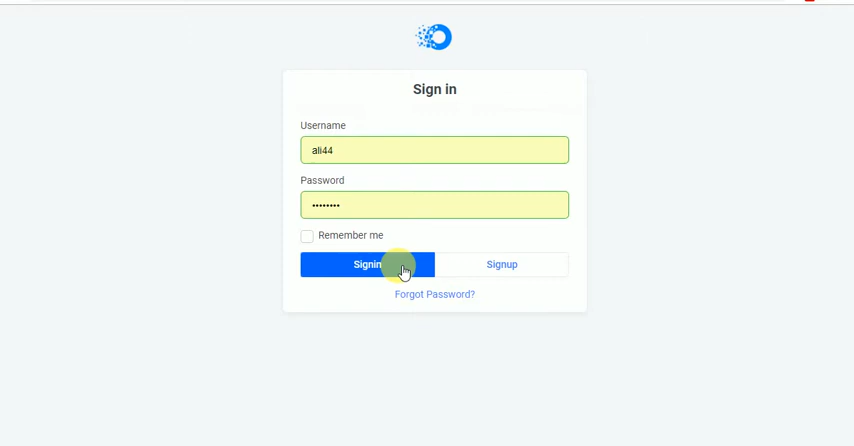 Sign in
Username
ali44
Password
••••••••
Remember me
Signin
Signup
Forgot Password?